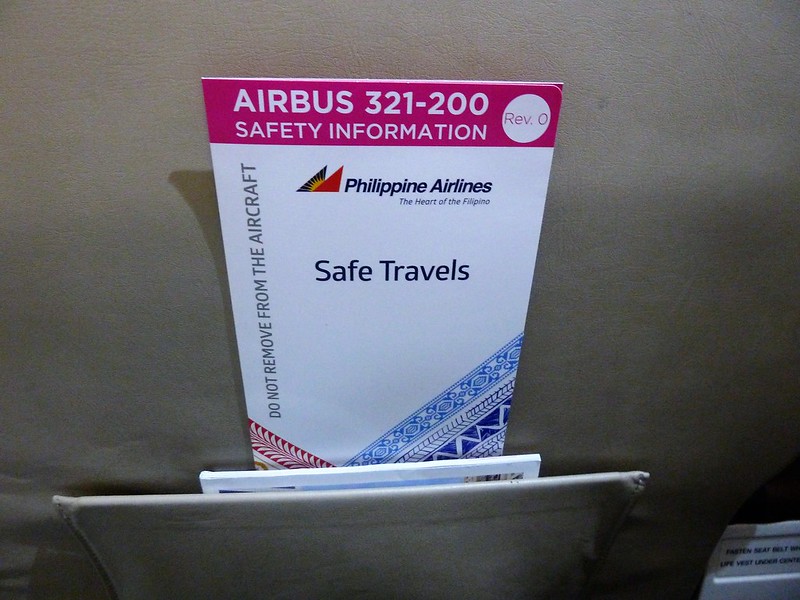 AIRBUS 321-200
SAFETY INFORMATION
Rev. 0
Philippine Airlines
The Heart of the Filipino
Safe Travels
DO NOT REMOVE FROM THE AIRCRAFT
FASTEN SEAT BELT
LIFE VEST UNDER